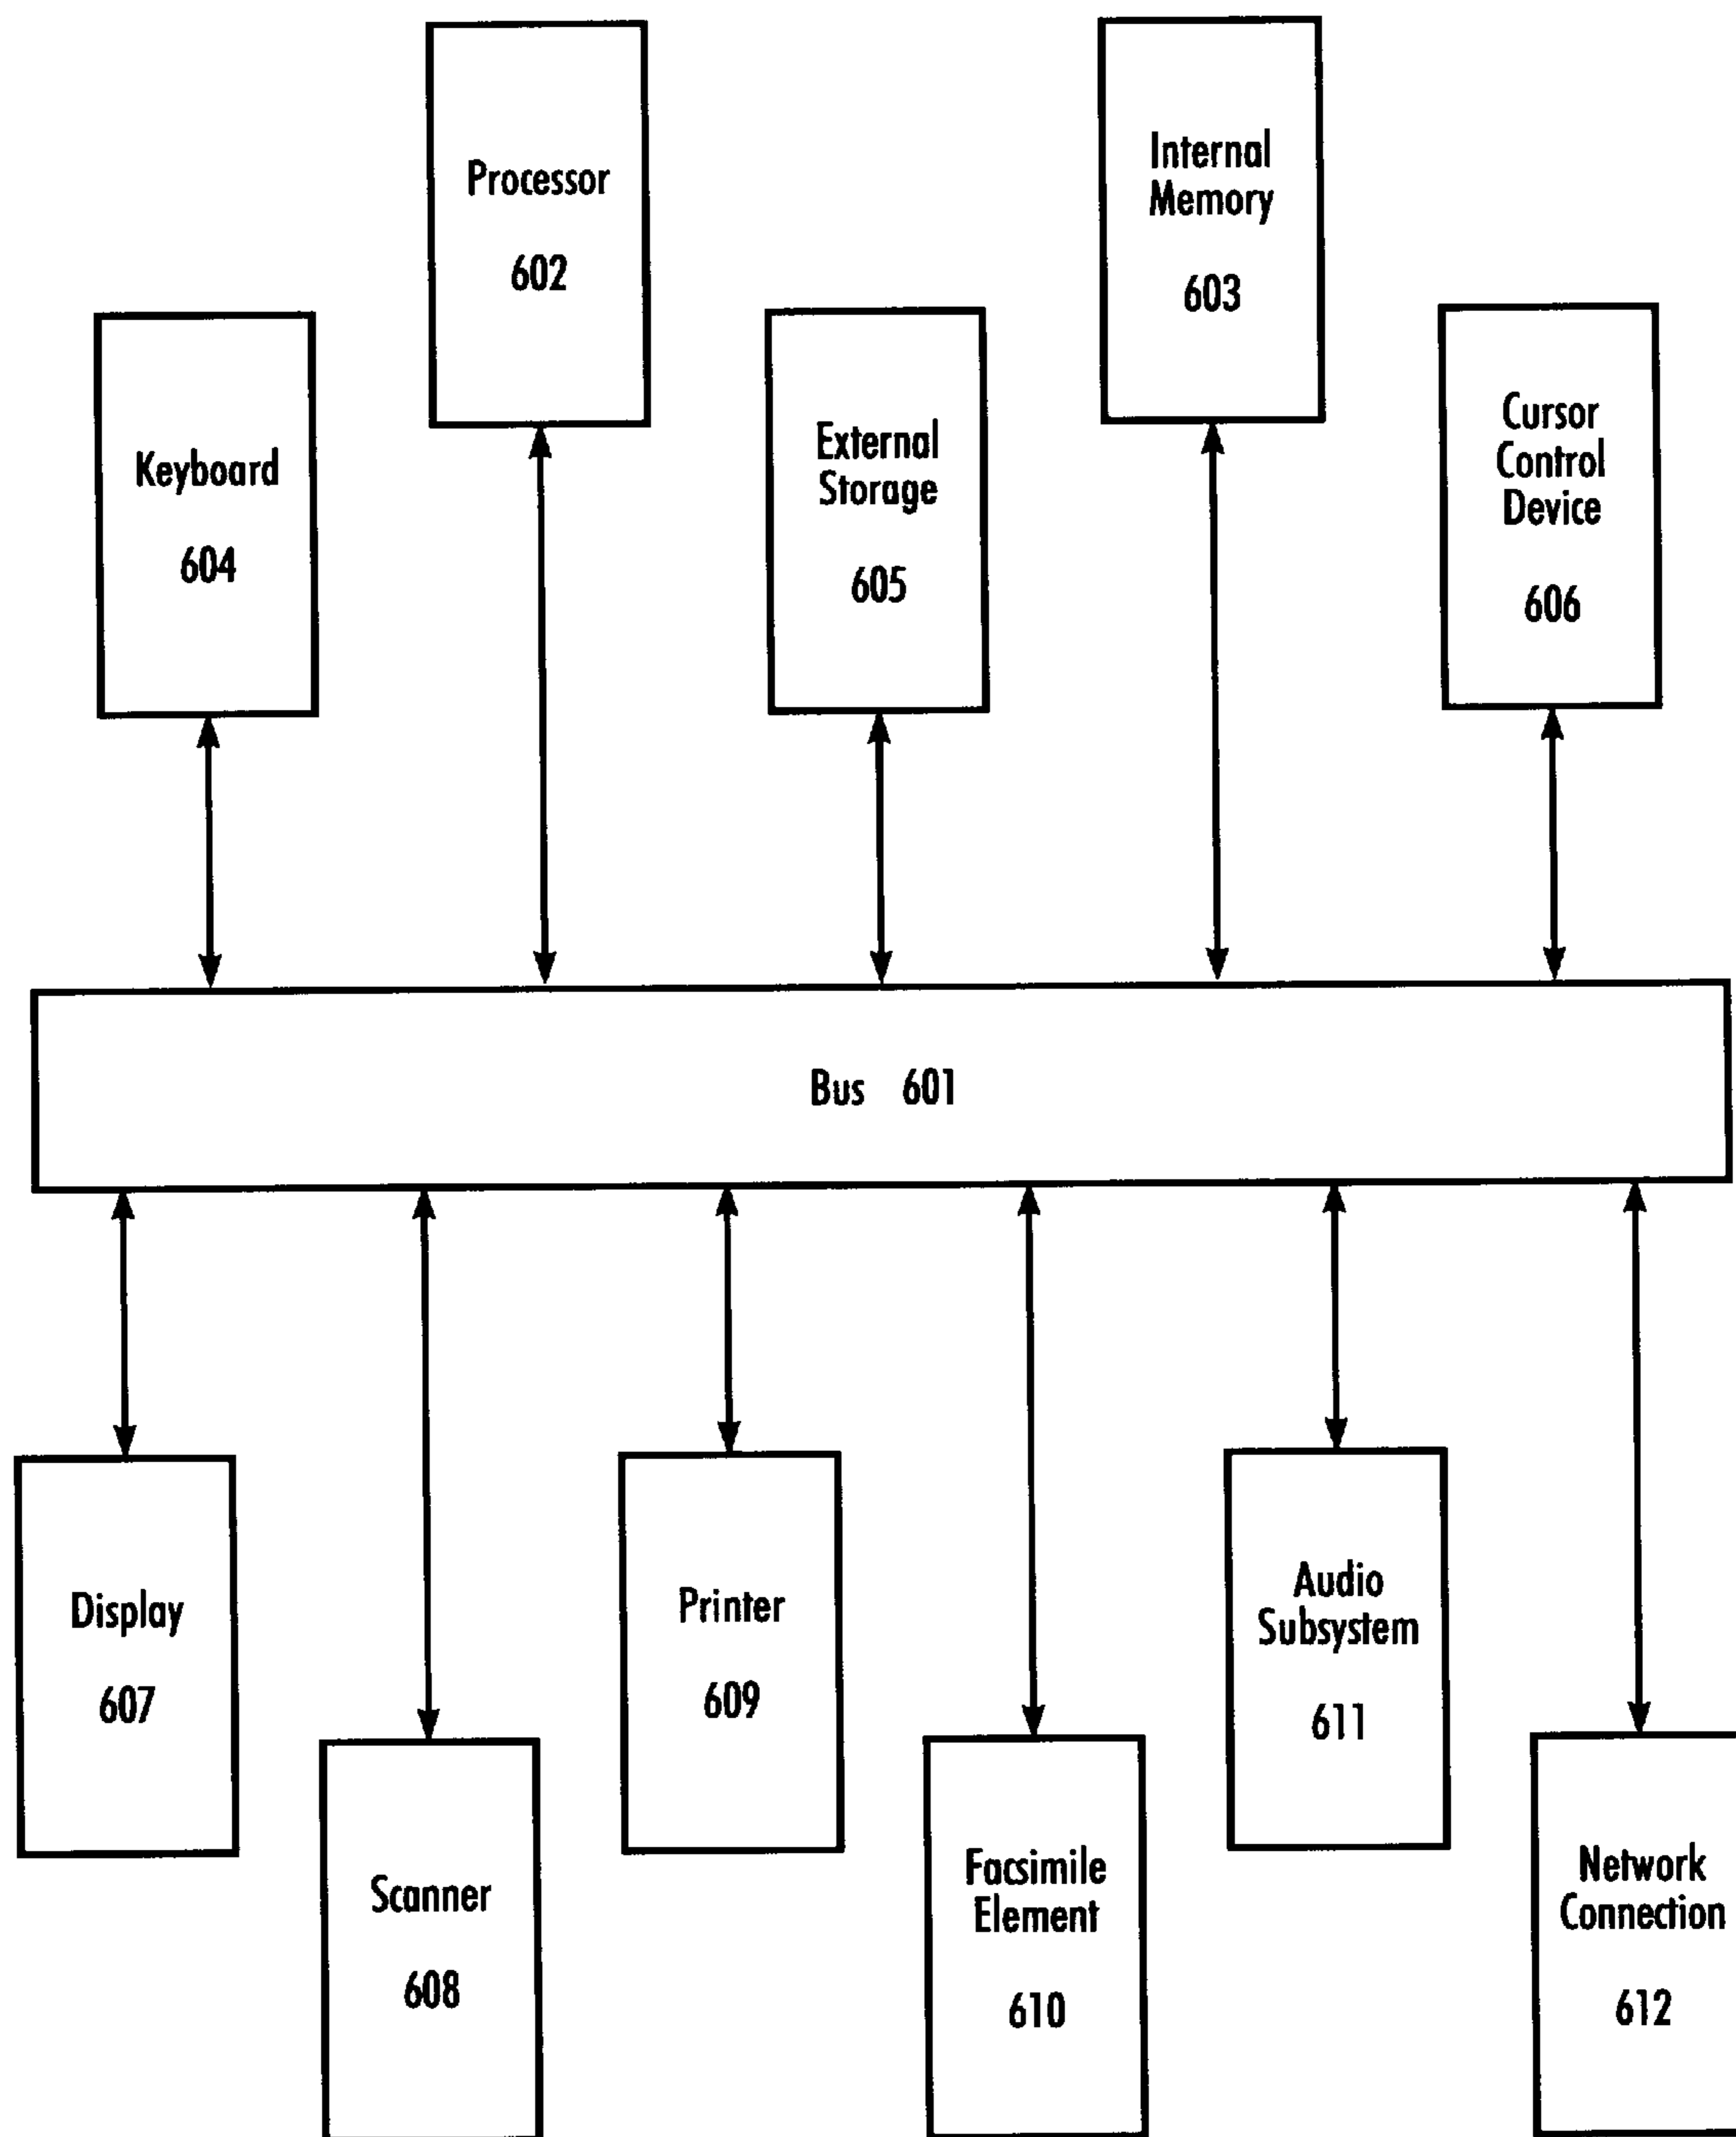 Processor
602
Internal
Memory
603
Keyboard
604
External
Storage
605
Cursor
Control
Device
606
Bus 601
Display
607
Printer
609
Audio
Subsystem
611
Scanner
608
Facsimile
Element
610
Network
Connection
612